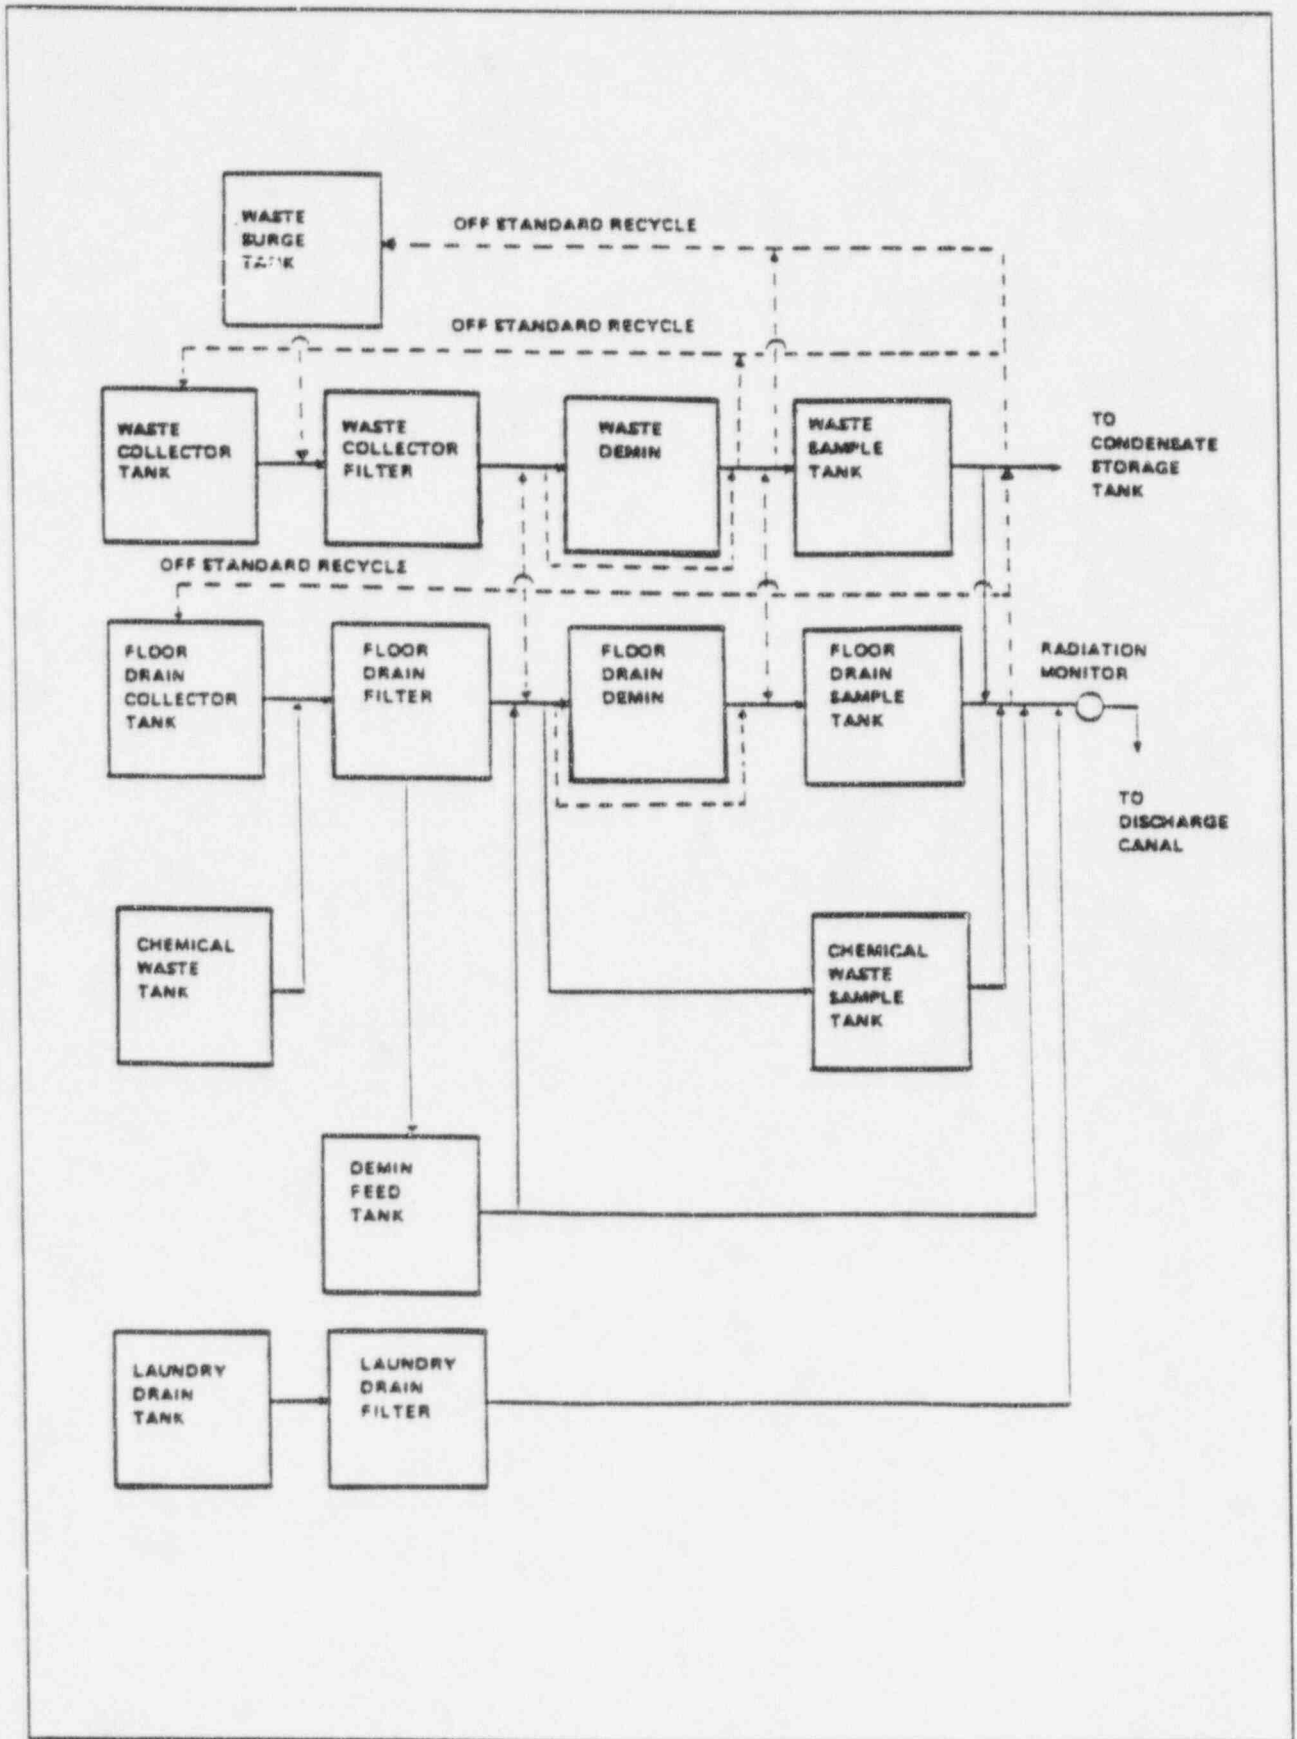 WASTE
SURGE
TANK
OFF STANDARD RECYCLE
OFF STANDARD RECYCLE
WASTE
COLLECTOR
TANK
WASTE
COLLECTOR
FILTER
WASTE
DEMIN
WASTE
SAMPLE
TANK
TO
CONDENSATE
STORAGE
TANK
OFF STANDARD RECYCLE
FLOOR
DRAIN
COLLECTOR
TANK
FLOOR
DRAIN
FILTER
FLOOR
DRAIN
DEMIN
FLOOR
DRAIN
SAMPLE
TANK
RADIATION
MONITOR
TO
DISCHARGE
CANAL
CHEMICAL
WASTE
TANK
CHEMICAL
WASTE
SAMPLE
TANK
DEMIN
FEED
TANK
LAUNDRY
DRAIN
TANK
LAUNDRY
DRAIN
FILTER